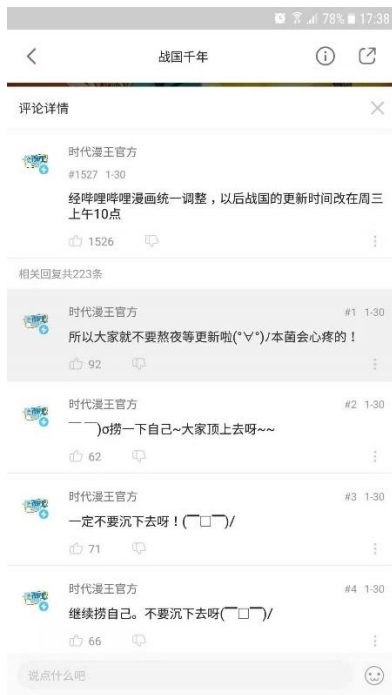 78% 17:38
战国千年
评论详情
时代漫王官方
#1527 1-30
经哔哩哔哩漫画统一调整，以后战国的更新时间改在周三
上午10点
1526
相关回复共223条
时代漫王官方 #1 1-30
所以大家就不要熬夜等更新啦(°∀°)ﾉ本菌会心疼的！
92
时代漫王官方 #2 1-30
￣ ￣)σ捞一下自己~大家顶上去呀~~
62
时代漫王官方 #3 1-30
一定不要沉下去呀！(￣□￣)/
71
时代漫王官方 #4 1-30
继续捞自己。不要沉下去呀(￣□￣)/
66
说点什么吧